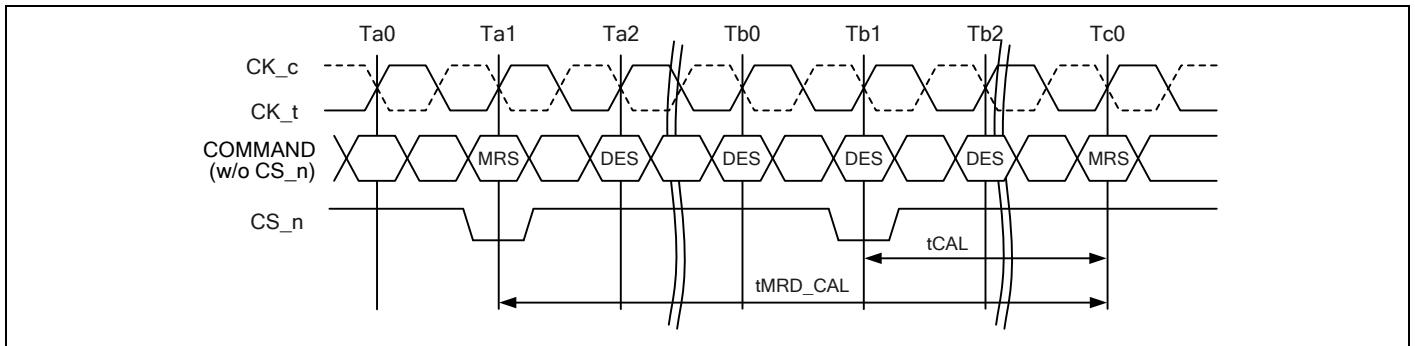 Ta0 Ta1 Ta2 Tb0 Tb1 Tb2 Tc0
CK_c
CK_t
COMMAND
(w/o CS_n)
MRS DES DES DES DES MRS
CS_n
tCAL
tMRD_CAL